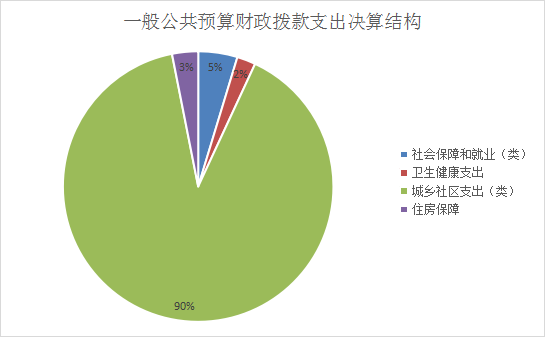 一般公共预算财政拨款支出决算结构
3%
5%
2%
社会保障和就业（类）
卫生健康支出
城乡社区支出（类）
住房保障
90%